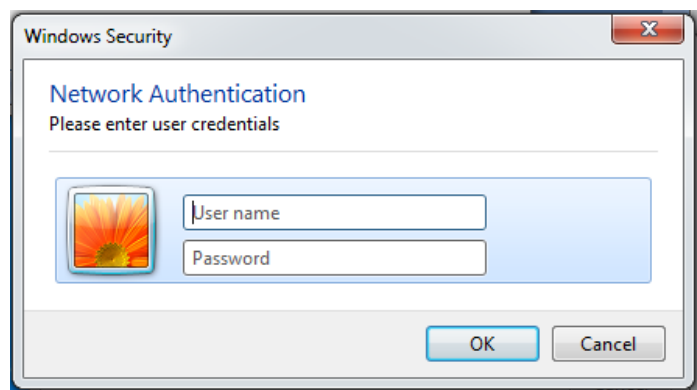 Windows Security
Network Authentication
Please enter user credentials
User name
Password
OK Cancel